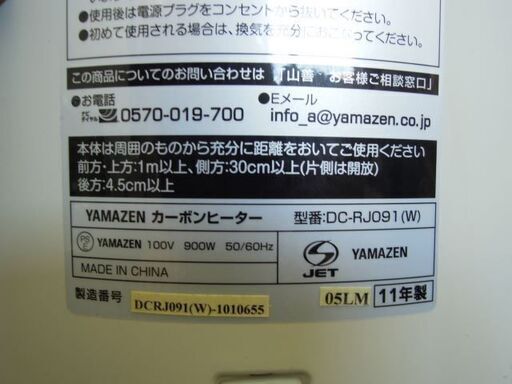 ●使用後は電源プラグをコンセントから抜いてください。
●初めて使用される場合は、換気を充分におこなってください。
この商品についてのお問い合わせは 「山善 お客様ご相談窓口」
●お電話 ●Eメール
ナビダイヤル 0570-019-700 info_a@yamazen.co.jp
本体は周囲のものから充分に距離をおいてご使用ください
前方・上方:1m以上、側方:30cm以上(片側は開放)
後方:4.5cm以上
YAMAZEN カーボンヒーター 型番:DC-RJ091(W)
PSE YAMAZEN 100V 900W 50/60Hz
MADE IN CHINA
S JET YAMAZEN
製造番号 DCRJ091(W)-1010655 05LM 11年製